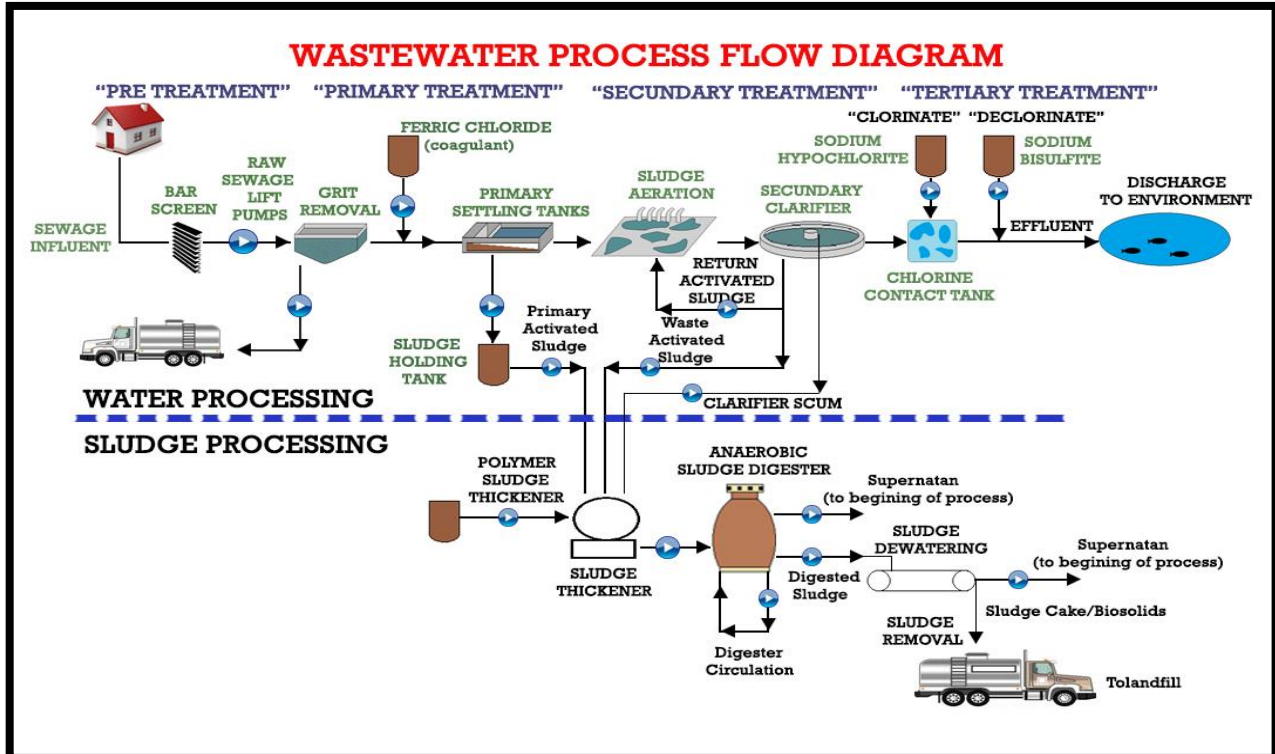 WASTEWATER PROCESS FLOW DIAGRAM
"PRE TREATMENT"
"PRIMARY TREATMENT"
"SECUNDARY TREATMENT"
"TERTIARY TREATMENT"
"CLORINATE"
"DECLORINATE"
FERRIC CHLORIDE
(coagulant)
SODIUM
HYPOCHLORITE
SODIUM
BISULFITE
SEWAGE
INFLUENT
BAR
SCREEN
RAW
SEWAGE
LIFT
PUMPS
GRIT
REMOVAL
PRIMARY
SETTLING TANKS
SLUDGE
AERATION
SECUNDARY
CLARIFIER
CHLORINE
CONTACT TANK
EFFLUENT
DISCHARGE
TO ENVIRONMENT
RETURN
ACTIVATED
SLUDGE
Primary
Activated
Sludge
Waste
Activated
Sludge
SLUDGE
HOLDING
TANK
CLARIFIER SCUM
WATER PROCESSING
SLUDGE PROCESSING
POLYMER
SLUDGE
THICKENER
SLUDGE
THICKENER
ANAEROBIC
SLUDGE DIGESTER
Supernatan
(to begining of process)
Digested
Sludge
SLUDGE
DEWATERING
Supernatan
(to begining of process)
Digester
Circulation
Sludge Cake/Biosolids
SLUDGE
REMOVAL
Tolandfill